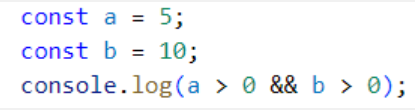 const a = 5;
const b = 10;
console.log(a > 0 && b > 0);